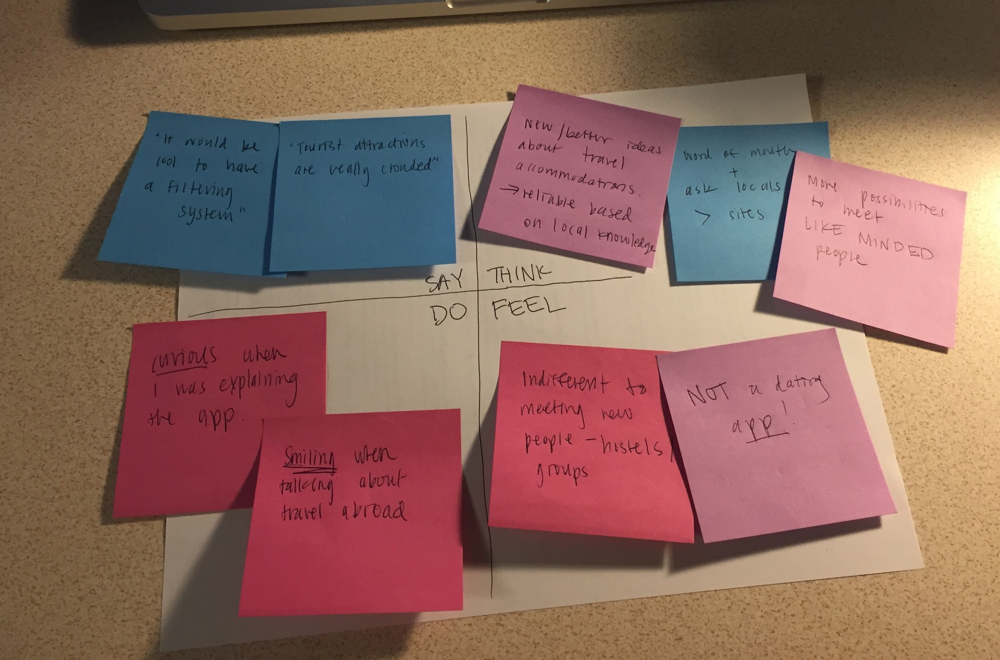 "It would be
cool to have
a filtering
system"
"Tourist attractions
are really crowded"
New/better ideas
about travel
accommodations.
→ reliable based
on local knowledge
word of mouth
+
ask locals
> sites
More possibilities
to meet
LIKE MINDED
people
SAY
THINK
DO
FEEL
curious when
I was explaining
the app.
Smiling when
talking about
travel abroad
Indifferent to
meeting new
people - hostels/
groups
NOT a dating
app!